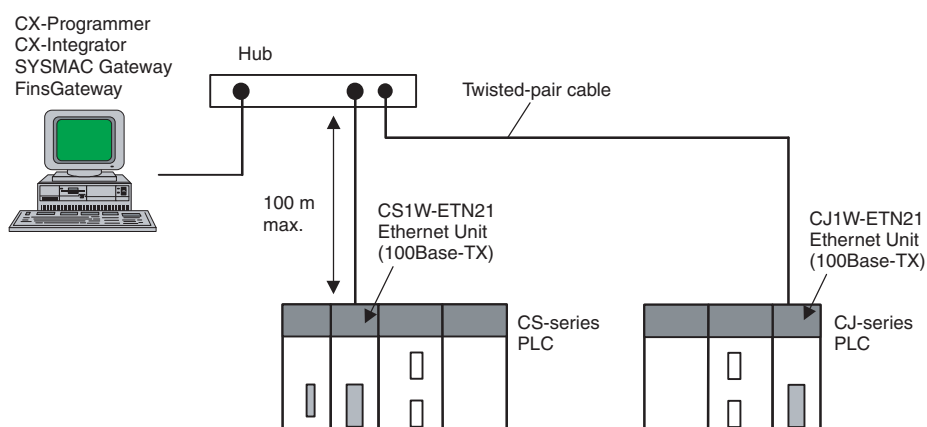 CX-Programmer
CX-Integrator
SYSMAC Gateway
FinsGateway
Hub
Twisted-pair cable
100 m
max.
CS1W-ETN21
Ethernet Unit
(100Base-TX)
CJ1W-ETN21
Ethernet Unit
(100Base-TX)
CS-series
PLC
CJ-series
PLC